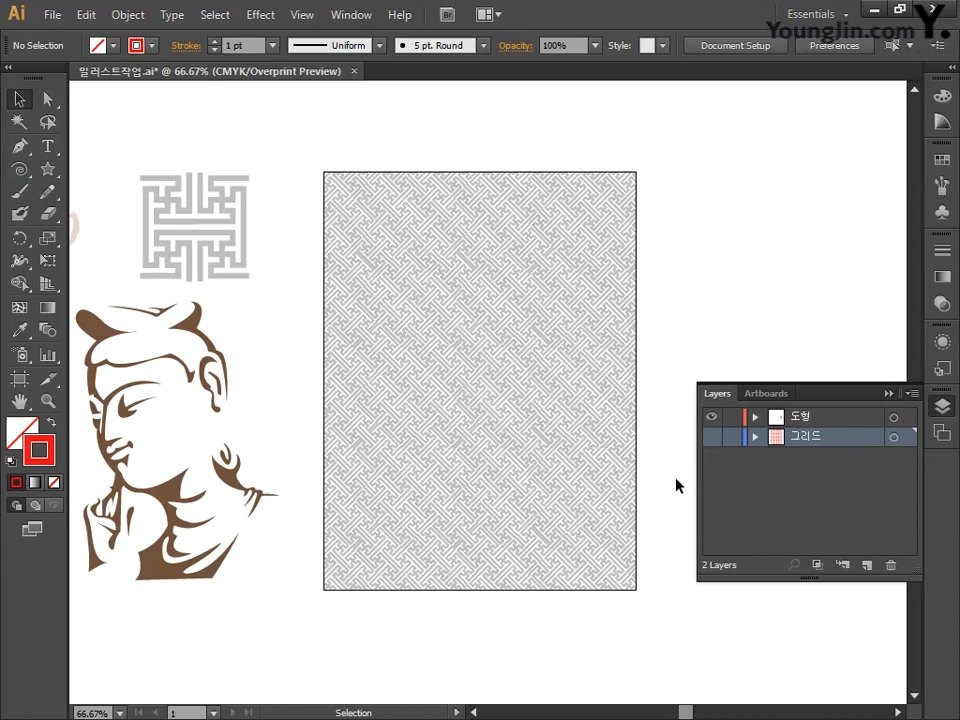 Ai File Edit Object Type Select Effect View Window Help Br Essentials
YoungJin.com Y.
No Selection Stroke: 1 pt Uniform 5 pt. Round Opacity: 100% Style: Document Setup Preferences
일러스트작업.ai* @ 66.67% (CMYK/Overprint Preview)
Layers Artboards
도형
그리드
2 Layers
66.67% 1 Selection